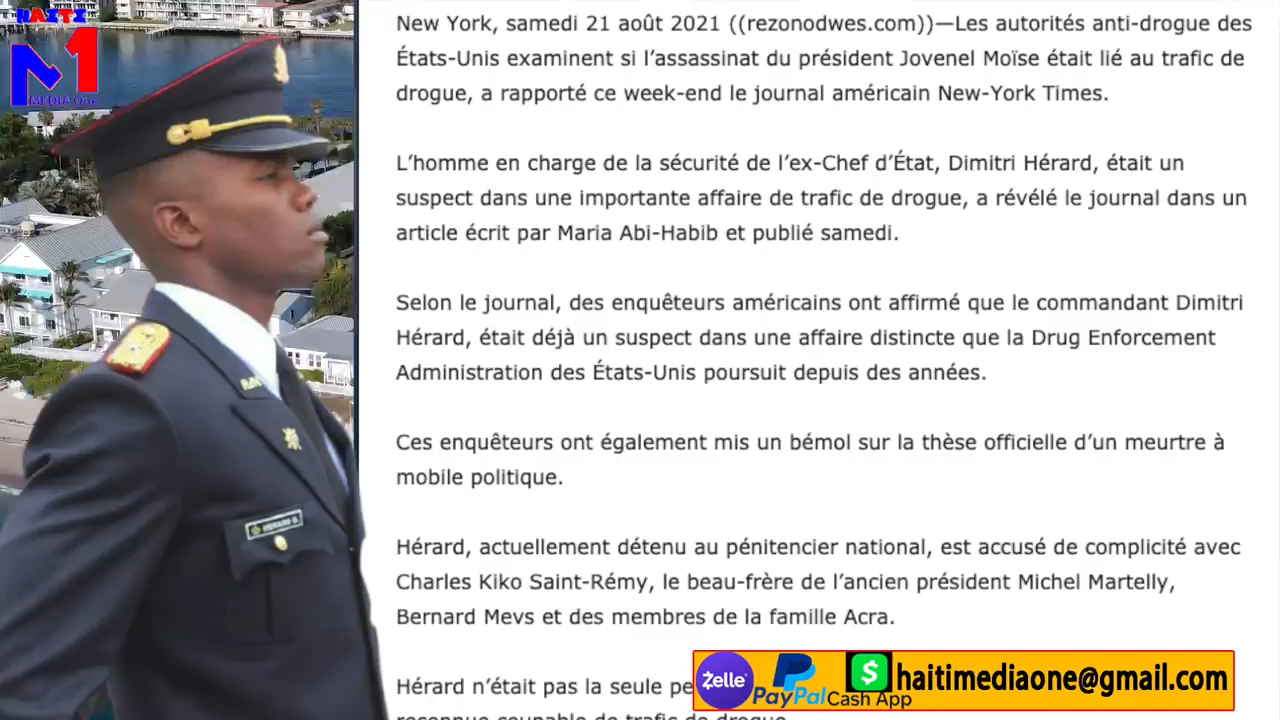 HAITI
M1
MEDIA One
New York, samedi 21 août 2021 ((rezonodwes.com))—Les autorités anti-drogue des
États-Unis examinent si l’assassinat du président Jovenel Moïse était lié au trafic de
drogue, a rapporté ce week-end le journal américain New-York Times.
L’homme en charge de la sécurité de l’ex-Chef d’État, Dimitri Hérard, était un
suspect dans une importante affaire de trafic de drogue, a révélé le journal dans un
article écrit par Maria Abi-Habib et publié samedi.
Selon le journal, des enquêteurs américains ont affirmé que le commandant Dimitri
Hérard, était déjà un suspect dans une affaire distincte que la Drug Enforcement
Administration des États-Unis poursuit depuis des années.
Ces enquêteurs ont également mis un bémol sur la thèse officielle d’un meurtre à
mobile politique.
Hérard, actuellement détenu au pénitencier national, est accusé de complicité avec
Charles Kiko Saint-Rémy, le beau-frère de l’ancien président Michel Martelly,
Bernard Mevs et des membres de la famille Acra.
Hérard n’était pas la seule pe
reconnue coupable de trafic de drogue
HERARD D.
Zelle
PayPal
$
Cash App
haitimediaone@gmail.com